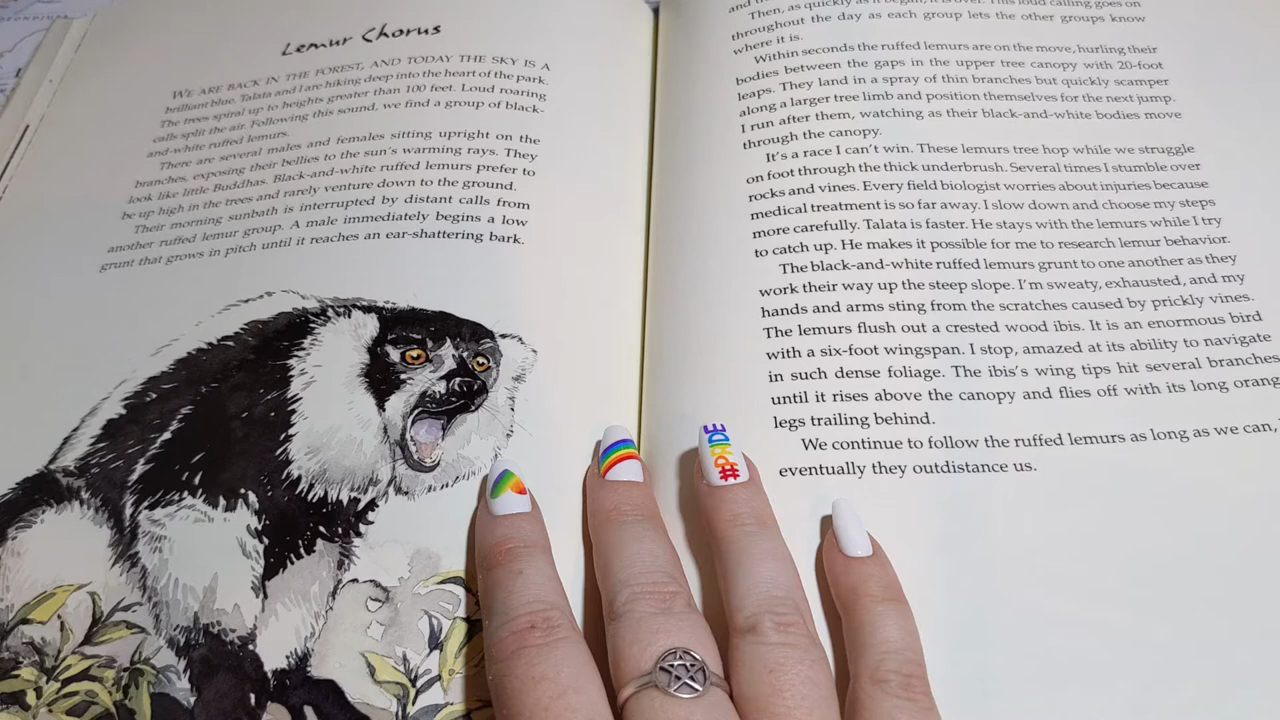 Lemur Chorus
WE ARE BACK IN THE FOREST, AND TODAY THE SKY IS A
brilliant blue. Talata and I are hiking deep into the heart of the park.
The trees spiral up to heights greater than 100 feet. Loud roaring
calls split the air. Following this sound, we find a group of black-
and-white ruffed lemurs.
There are several males and females sitting upright on the
branches, exposing their bellies to the sun's warming rays. They
look like little Buddhas. Black-and-white ruffed lemurs prefer to
be up high in the trees and rarely venture down to the ground.
Their morning sunbath is interrupted by distant calls from
another ruffed lemur group. A male immediately begins a low
grunt that grows in pitch until it reaches an ear-shattering bark.
Then, as quickly as it began, it is over. This loud calling goes on
throughout the day as each group lets the other groups know
where it is.
Within seconds the ruffed lemurs are on the move, hurling their
bodies between the gaps in the upper tree canopy with 20-foot
leaps. They land in a spray of thin branches but quickly scamper
along a larger tree limb and position themselves for the next jump.
I run after them, watching as their black-and-white bodies move
through the canopy.
It's a race I can't win. These lemurs tree hop while we struggle
on foot through the thick underbrush. Several times I stumble over
rocks and vines. Every field biologist worries about injuries because
medical treatment is so far away. I slow down and choose my steps
more carefully. Talata is faster. He stays with the lemurs while I try
to catch up. He makes it possible for me to research lemur behavior.
The black-and-white ruffed lemurs grunt to one another as they
work their way up the steep slope. I'm sweaty, exhausted, and my
hands and arms sting from the scratches caused by prickly vines.
The lemurs flush out a crested wood ibis. It is an enormous bird
with a six-foot wingspan. I stop, amazed at its ability to navigate
in such dense foliage. The ibis's wing tips hit several branches
until it rises above the canopy and flies off with its long orang
legs trailing behind.
We continue to follow the ruffed lemurs as long as we can,
eventually they outdistance us.
#PRIDE